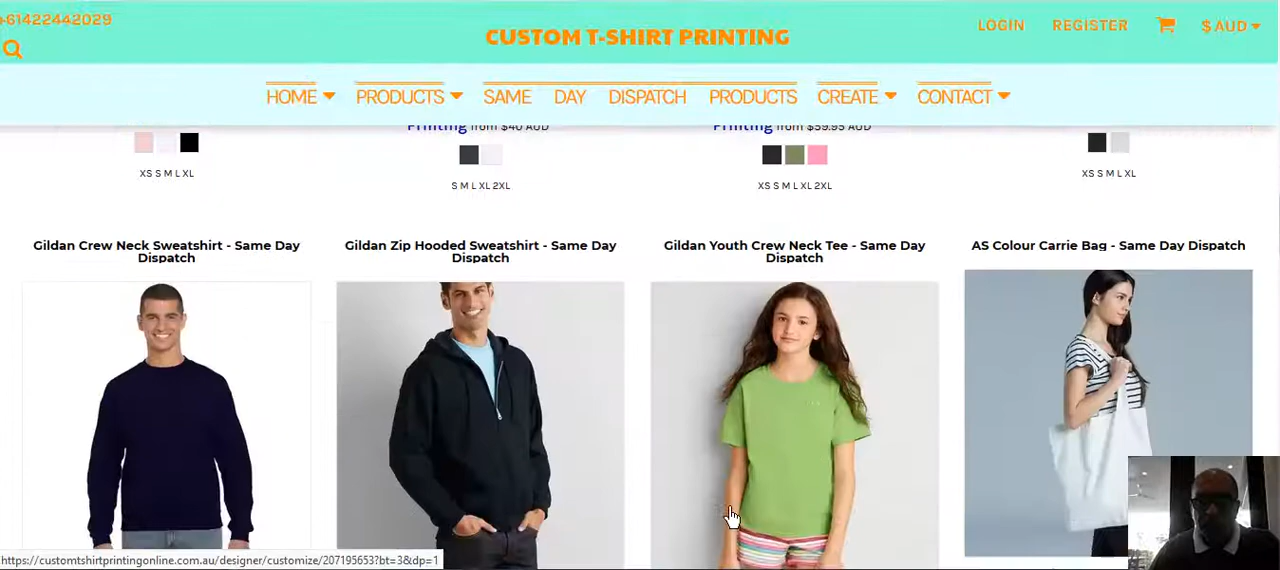 +61422442029
CUSTOM T-SHIRT PRINTING
LOGIN REGISTER $ AUD
HOME PRODUCTS SAME DAY DISPATCH PRODUCTS CREATE CONTACT
Printing from $40 AUD
Printing from $59.95 AUD
XS S M L XL
S M L XL 2XL
XS S M L XL 2XL
XS S M L XL
Gildan Crew Neck Sweatshirt - Same Day
Dispatch
Gildan Zip Hooded Sweatshirt - Same Day
Dispatch
Gildan Youth Crew Neck Tee - Same Day
Dispatch
AS Colour Carrie Bag - Same Day Dispatch
https://customtshirtprintingonline.com.au/designer/customize/207195653?bt=3&dp=1